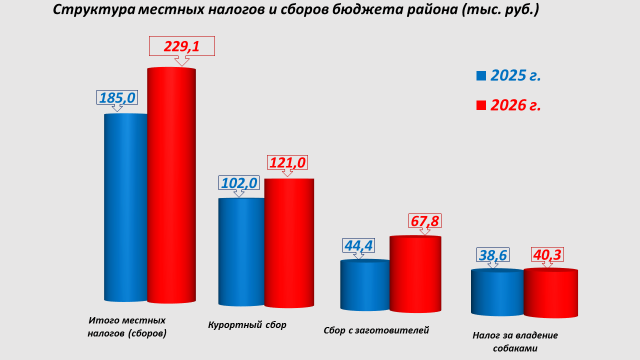 Структура местных налогов и сборов бюджета района (тыс. руб.)
229,1
185,0
2025 г.
2026 г.
102,0
121,0
44,4
67,8
38,6
40,3
Итого местных
налогов (сборов)
Курортный сбор
Сбор с заготовителей
Налог за владение
собаками